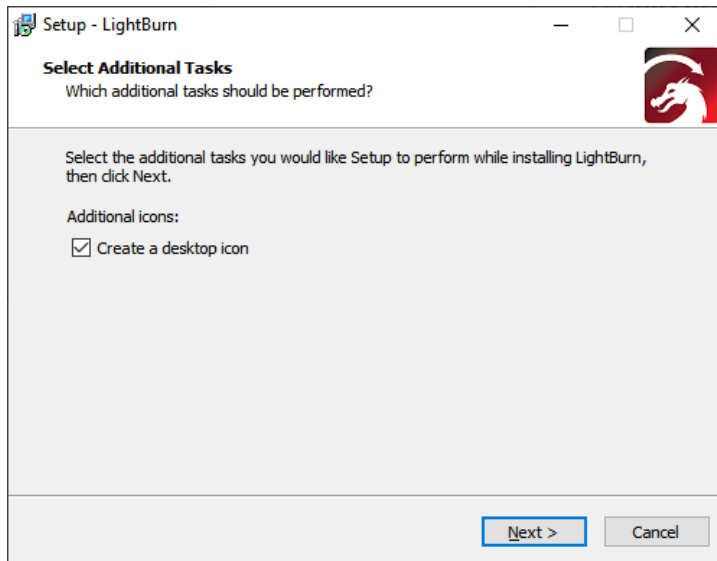 Setup - LightBurn
Select Additional Tasks
Which additional tasks should be performed?
Select the additional tasks you would like Setup to perform while installing LightBurn,
then click Next.
Additional icons:
Create a desktop icon
Next >
Cancel